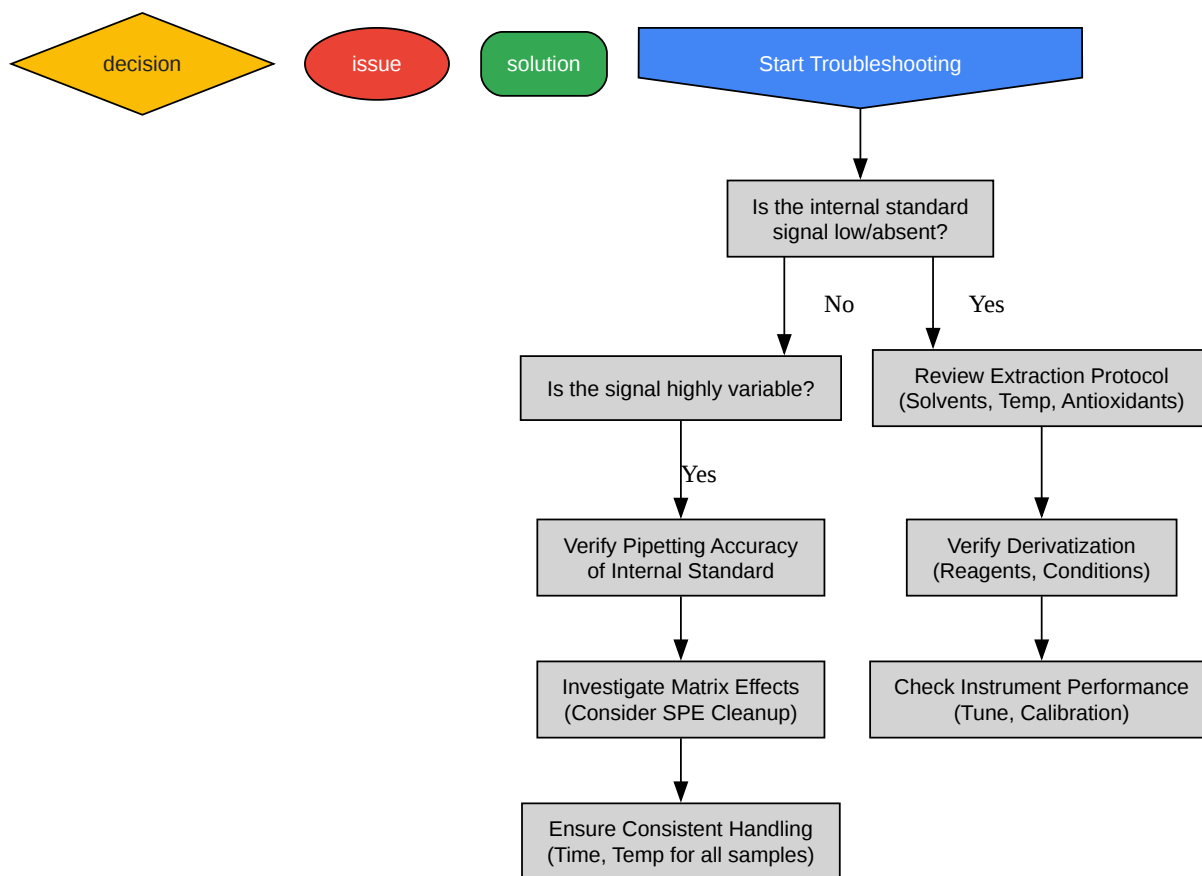 decision
issue
solution
Start Troubleshooting
Is the internal standard
signal low/absent?
No
Yes
Is the signal highly variable?
Review Extraction Protocol
(Solvents, Temp, Antioxidants)
Yes
Verify Pipetting Accuracy
of Internal Standard
Verify Derivatization
(Reagents, Conditions)
Investigate Matrix Effects
(Consider SPE Cleanup)
Check Instrument Performance
(Tune, Calibration)
Ensure Consistent Handling
(Time, Temp for all samples)